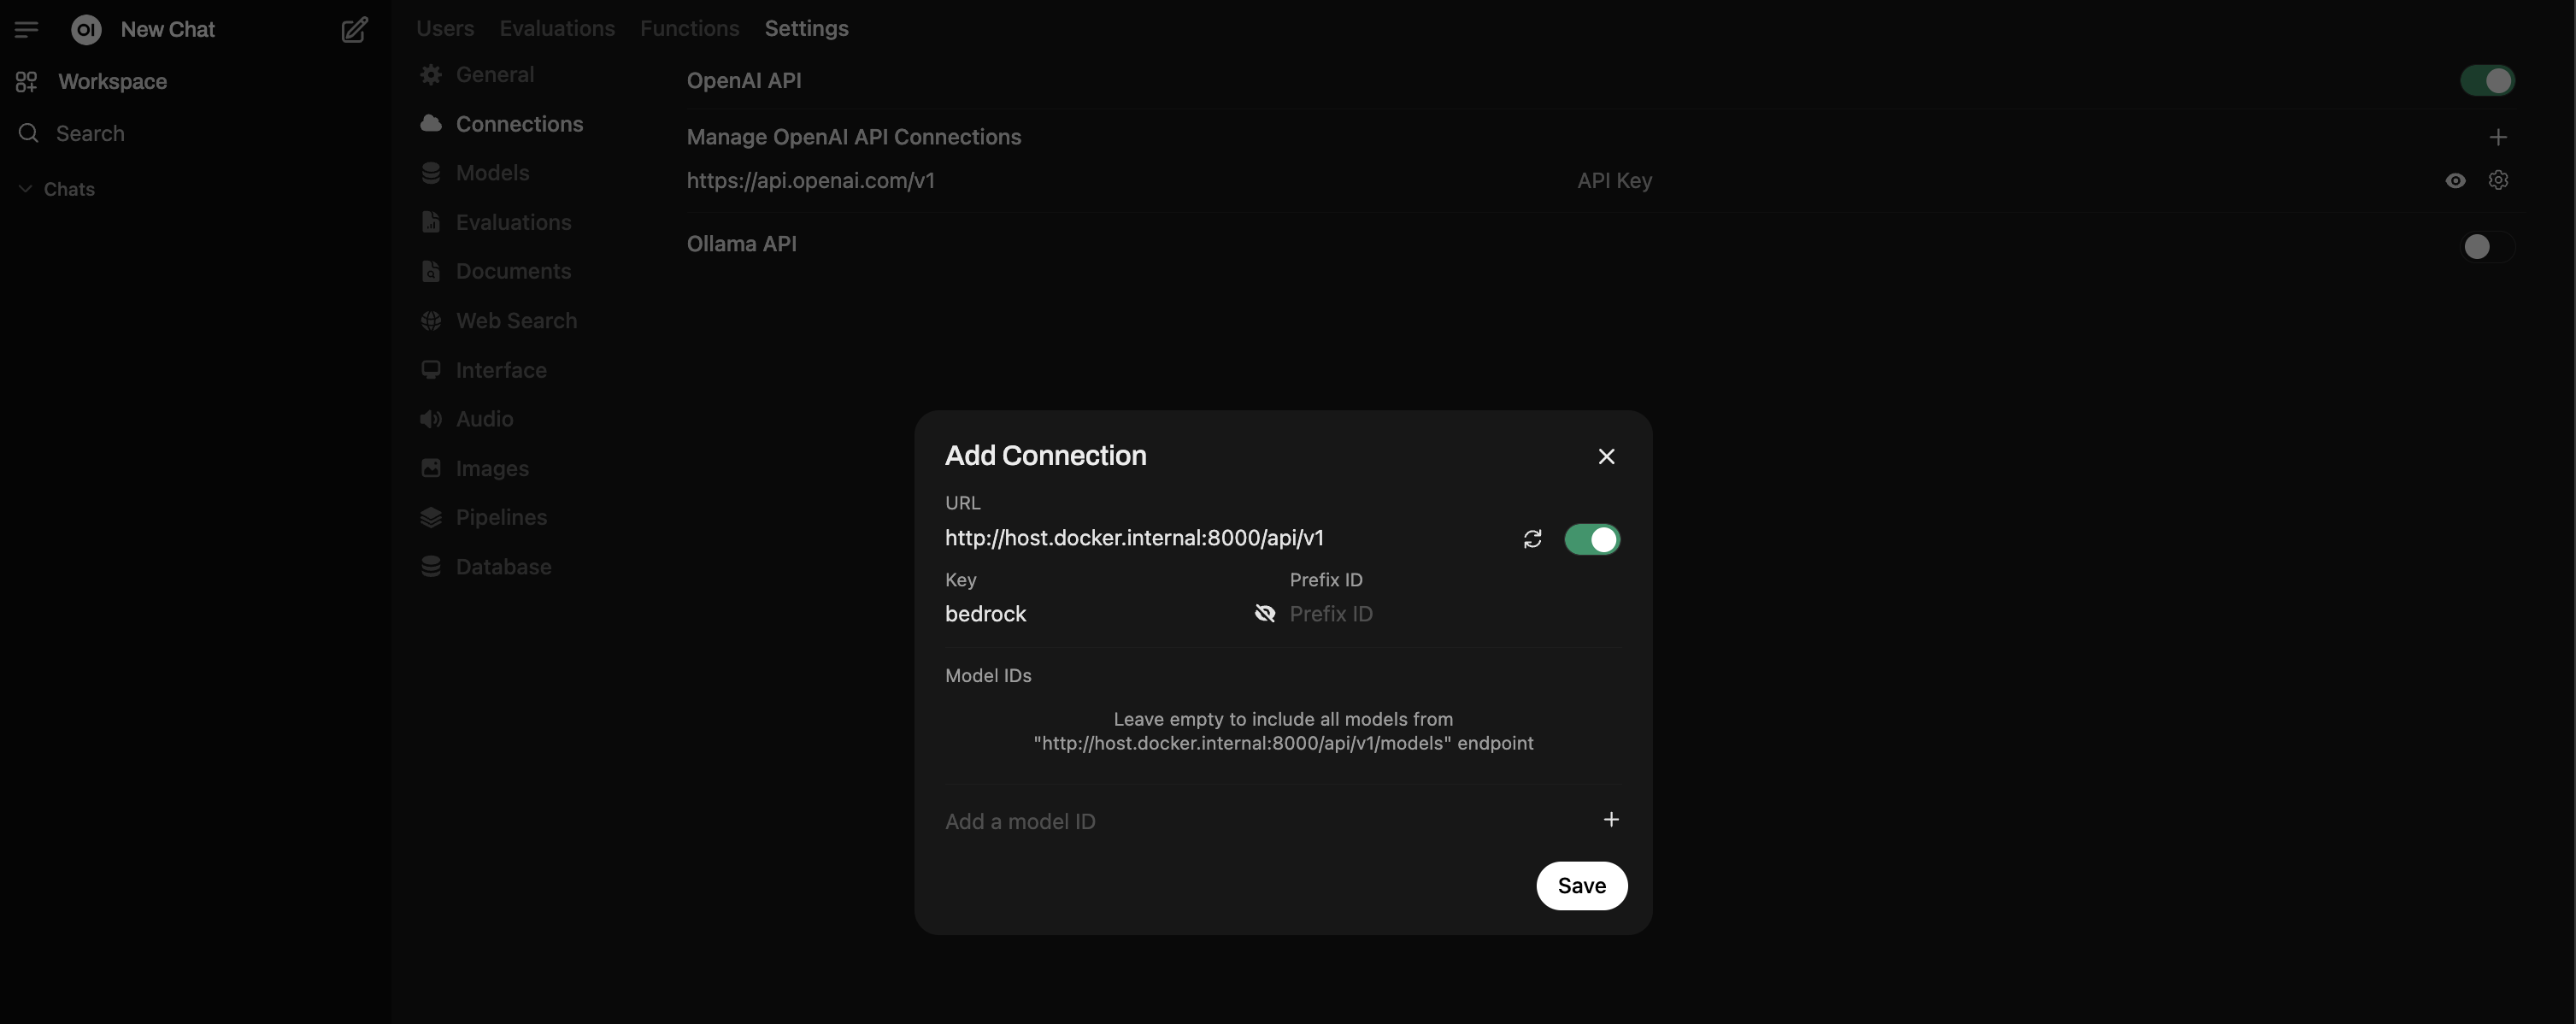 OI New Chat
Workspace
Search
Chats
Users Evaluations Functions Settings
General
Connections
Models
Evaluations
Documents
Web Search
Interface
Audio
Images
Pipelines
Database
OpenAI API
Manage OpenAI API Connections
https://api.openai.com/v1 API Key
Ollama API
Add Connection
URL
http://host.docker.internal:8000/api/v1
Key Prefix ID
bedrock Prefix ID
Model IDs
Leave empty to include all models from
"http://host.docker.internal:8000/api/v1/models" endpoint
Add a model ID
Save